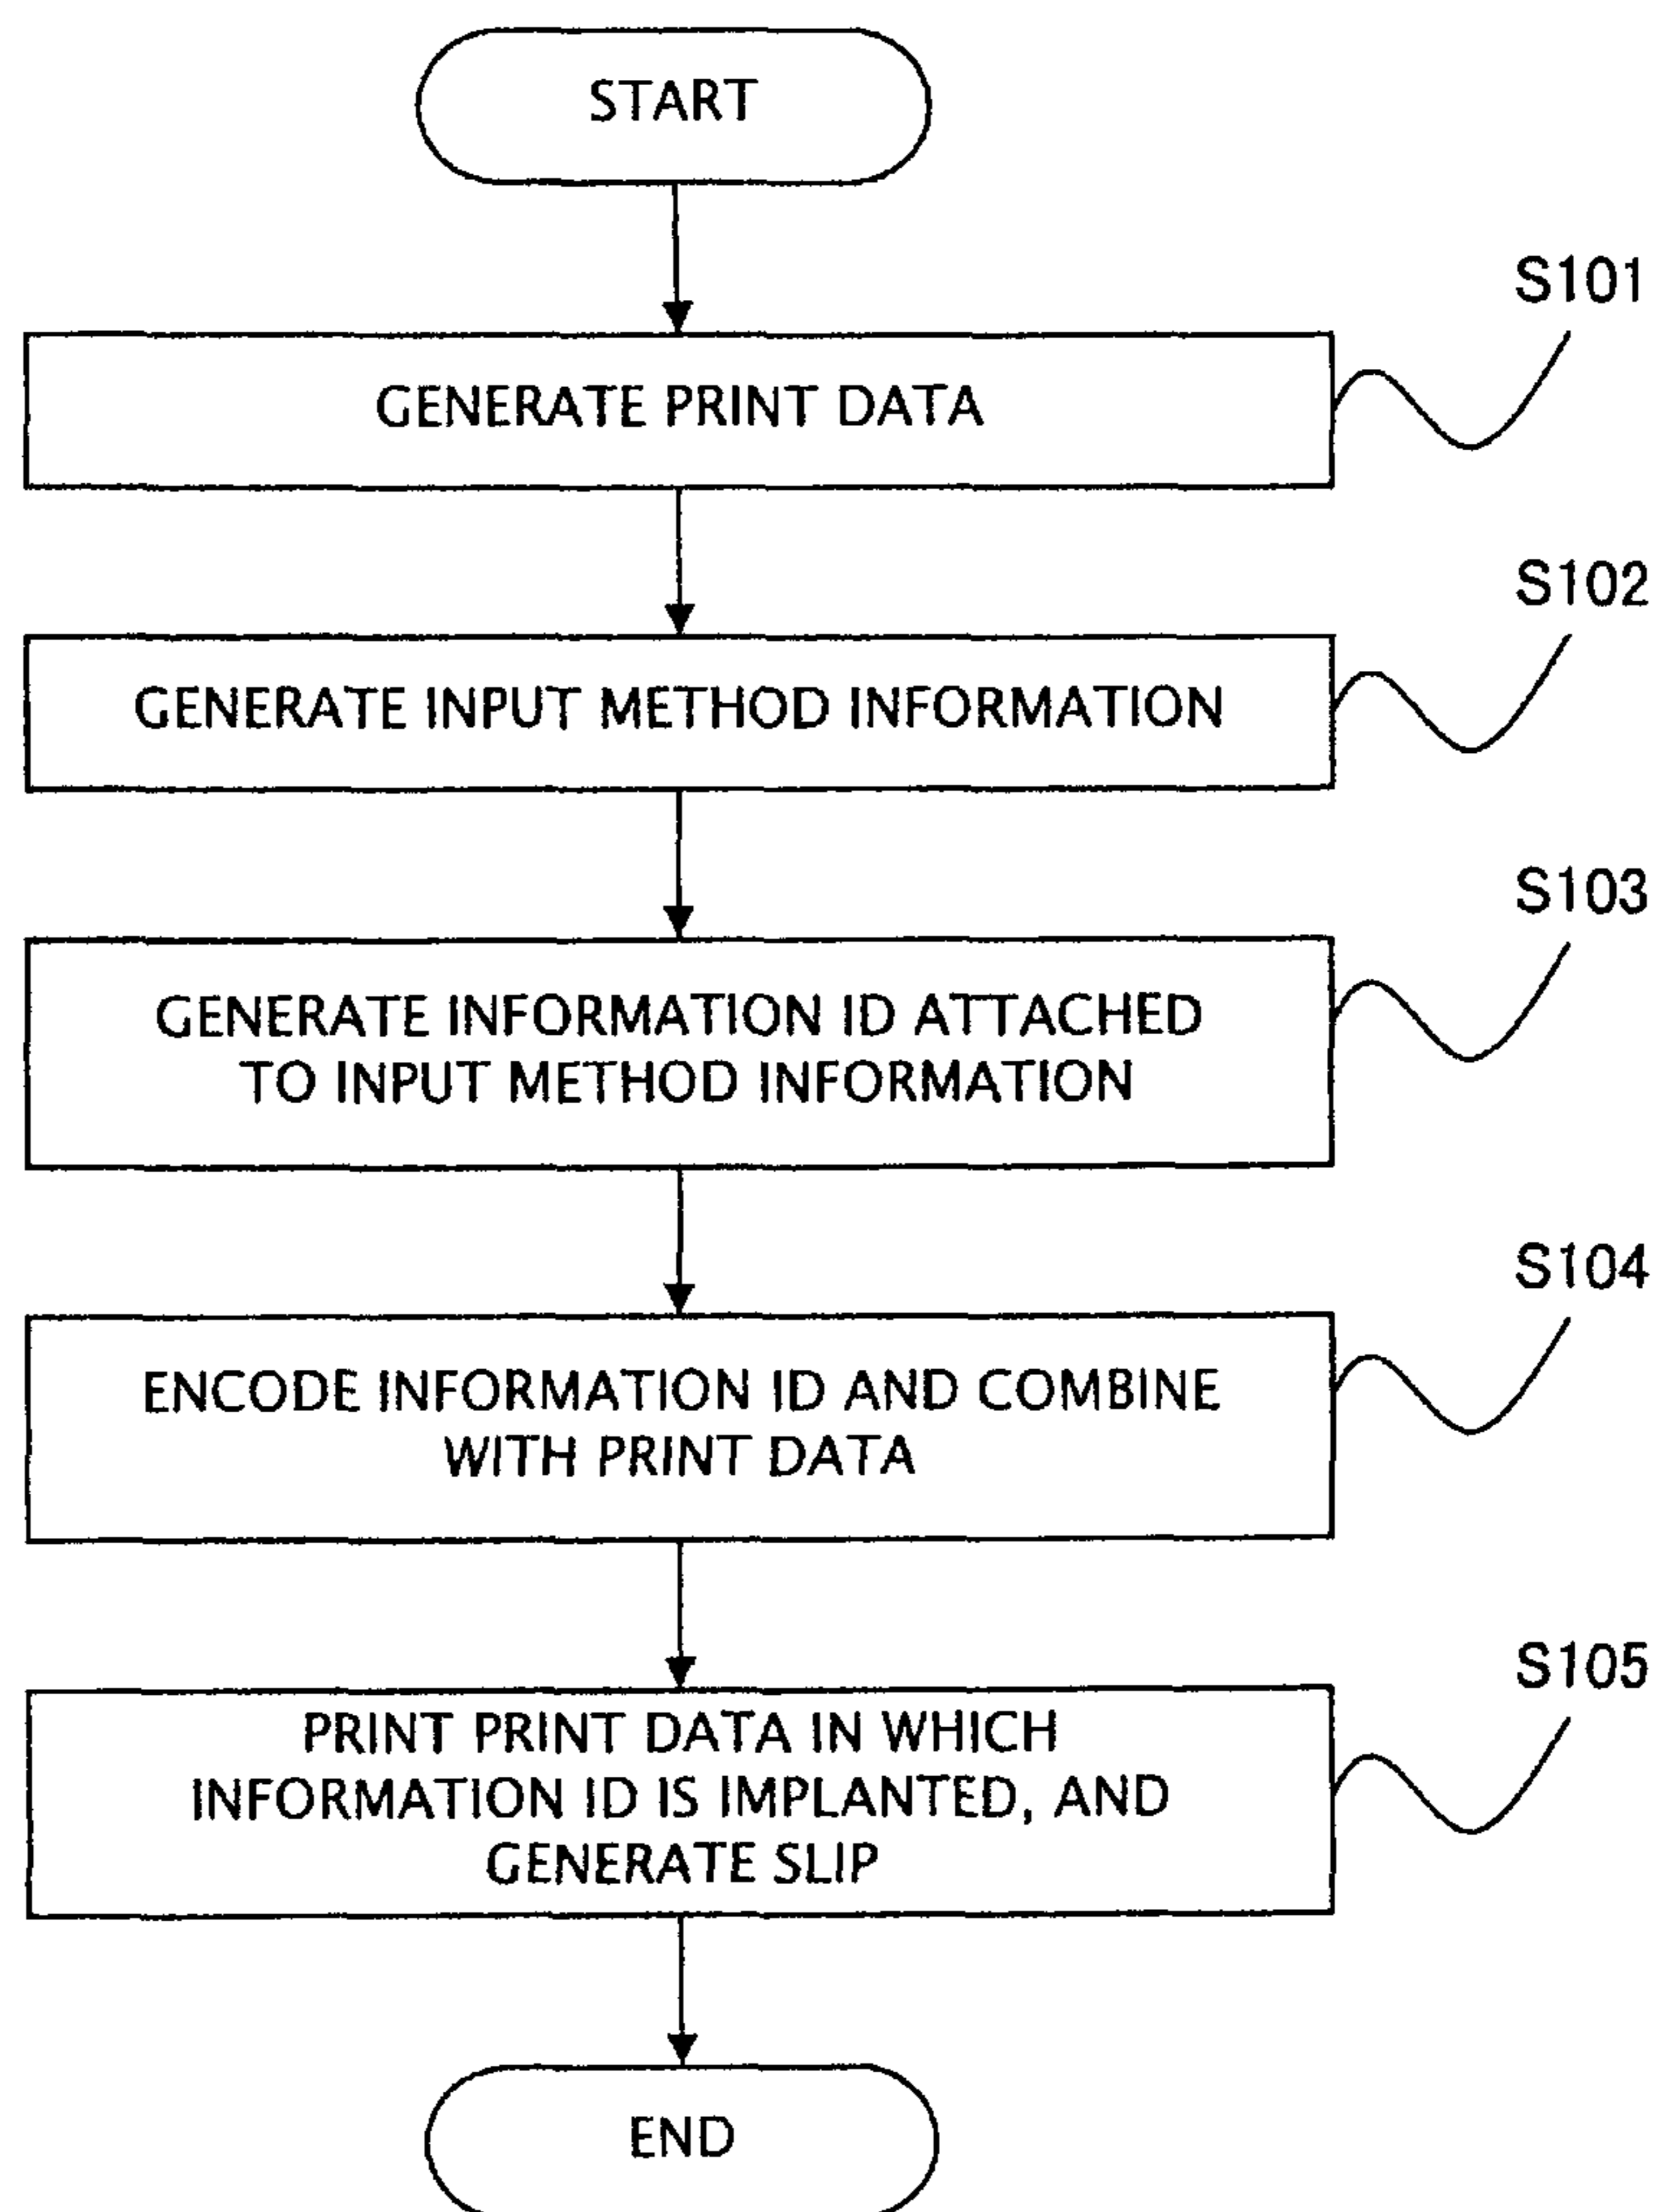 START
S101
GENERATE PRINT DATA
S102
GENERATE INPUT METHOD INFORMATION
S103
GENERATE INFORMATION ID ATTACHED
TO INPUT METHOD INFORMATION
S104
ENCODE INFORMATION ID AND COMBINE
WITH PRINT DATA
S105
PRINT PRINT DATA IN WHICH
INFORMATION ID IS IMPLANTED, AND
GENERATE SLIP
END